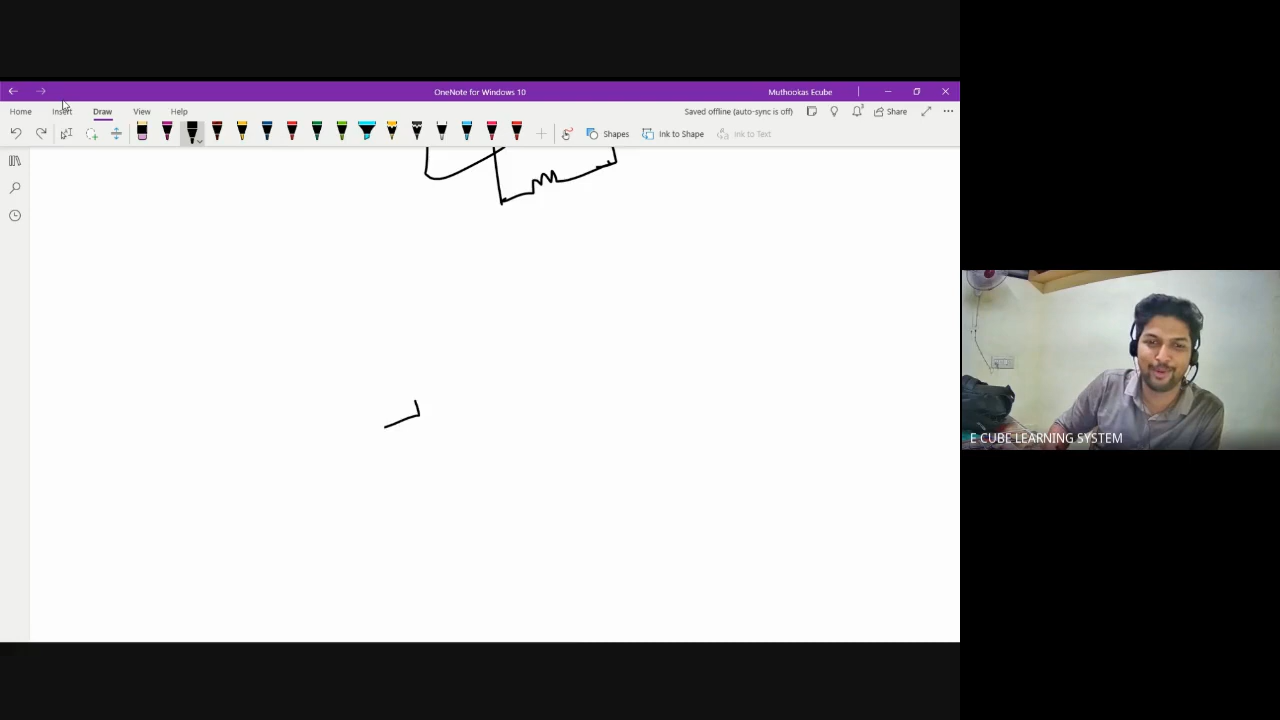 OneNote for Windows 10
Muthookas Ecube
Home
Insert
Draw
View
Help
Saved offline (auto-sync is off)
3
Share
Shapes
Ink to Shape
Ink to Text
E CUBE LEARNING SYSTEM